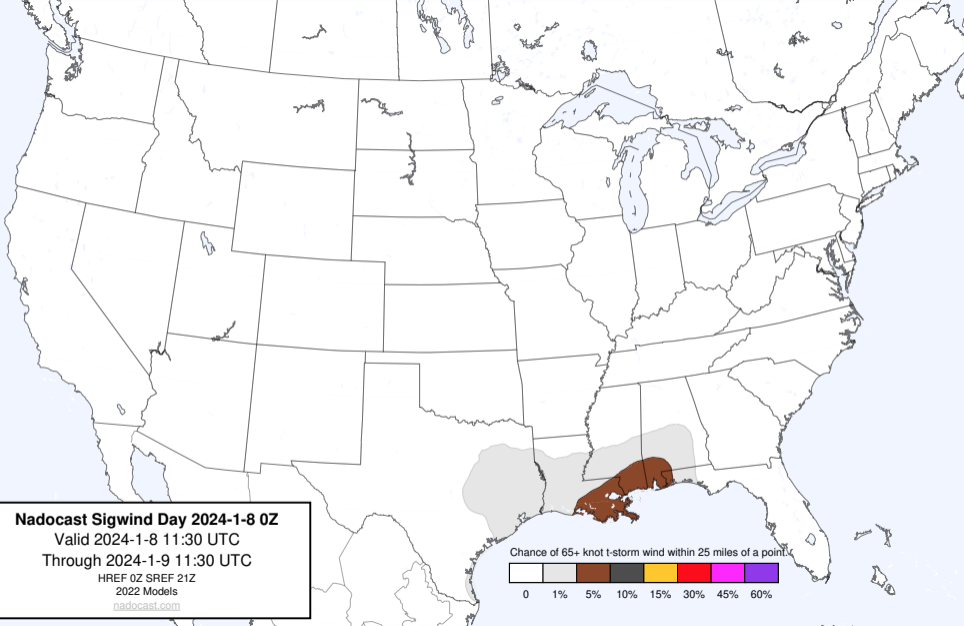 Nadocast Sigwind Day 2024-1-8 0Z
Valid 2024-1-8 11:30 UTC
Through 2024-1-9 11:30 UTC
HREF 0Z SREF 21Z
2022 Models
nadocast.com
Chance of 65+ knot t-storm wind within 25 miles of a point.
0 1% 5% 10% 15% 30% 45% 60%